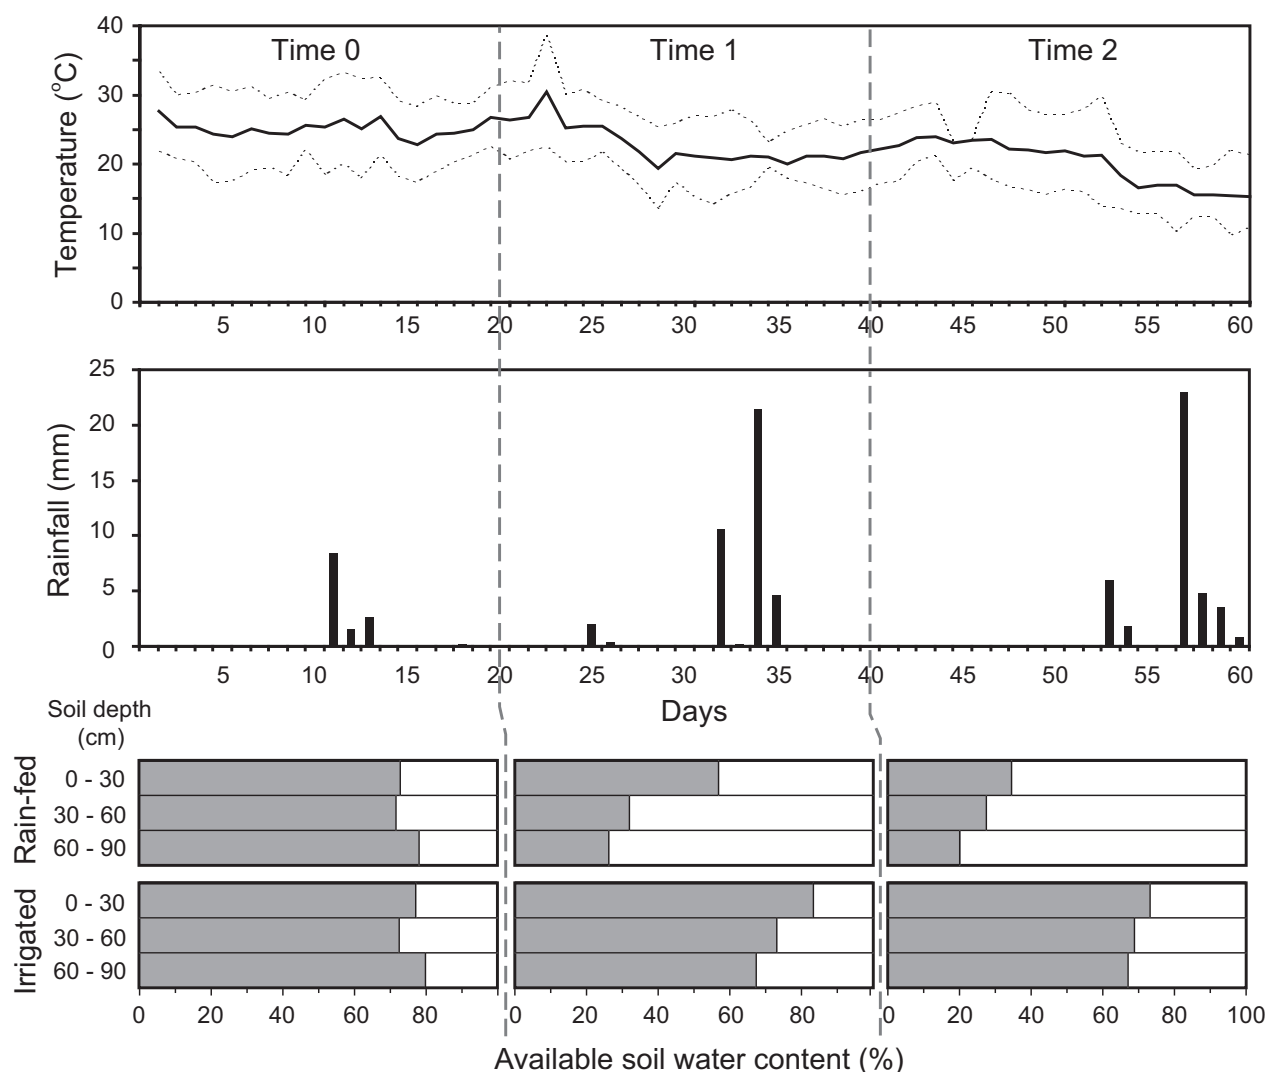 40
Time 0 Time 1 Time 2
30
20
10
0
Temperature (°C)
5 10 15 20 25 30 35 40 45 50 55 60
25
20
15
10
5
0
Rainfall (mm)
5 10 15 20 25 30 35 40 45 50 55 60
Days
Soil depth
(cm)
Rain-fed
0 - 30
30 - 60
60 - 90
Irrigated
0 - 30
30 - 60
60 - 90
0 20 40 60 80 0 20 40 60 80 0 20 40 60 80 100
Available soil water content (%)